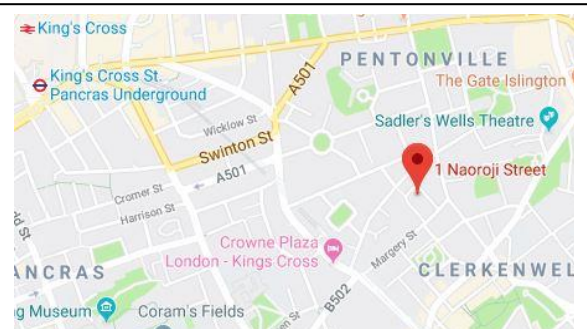 King's Cross
PENTONVILLE
A501
The Gate Islington
King's Cross St.
Pancras Underground
Wicklow St
Sadler's Wells Theatre
Swinton St
1 Naoroji Street
A501
Cromer St
Harrison St
Crowne Plaza
London - Kings Cross
Margery St
ANCRAS
CLERKENWEL
B502
g Museum
Coram's Fields